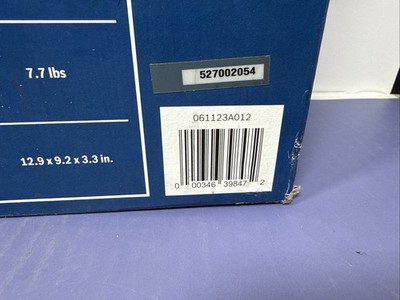 7.7 lbs
527002054
061123A012
12.9 x 9.2 x 3.3 in.
0 00346 39847 2